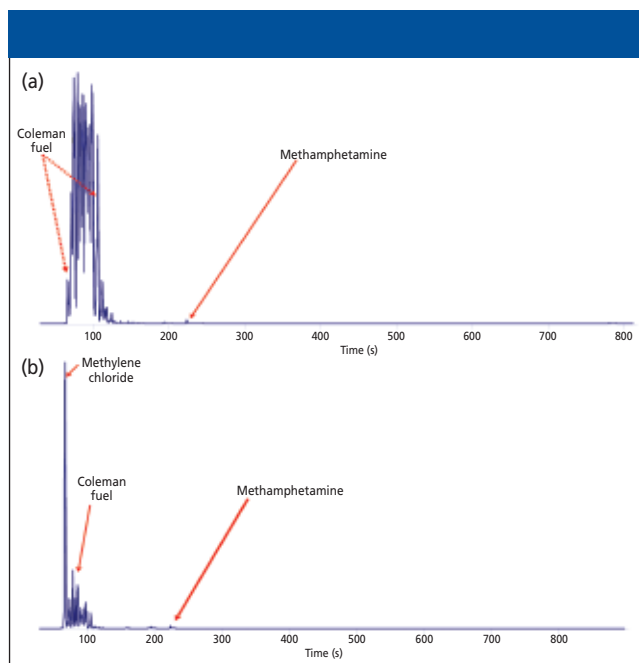 (a)
Coleman
fuel
Methamphetamine
100 200 300 400 500 600 700 800
Time (s)
(b)
Methylene
chloride
Coleman
fuel
Methamphetamine
100 200 300 400 500 600 700 800
Time (s)